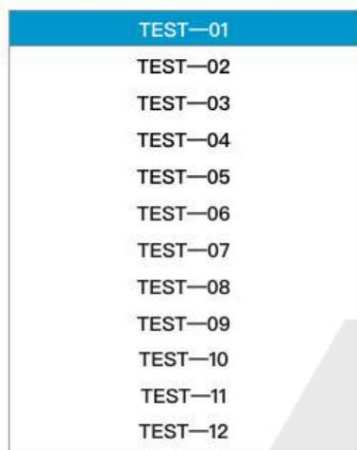 TEST—01
TEST—02
TEST—03
TEST—04
TEST—05
TEST—06
TEST—07
TEST—08
TEST—09
TEST—10
TEST—11
TEST—12